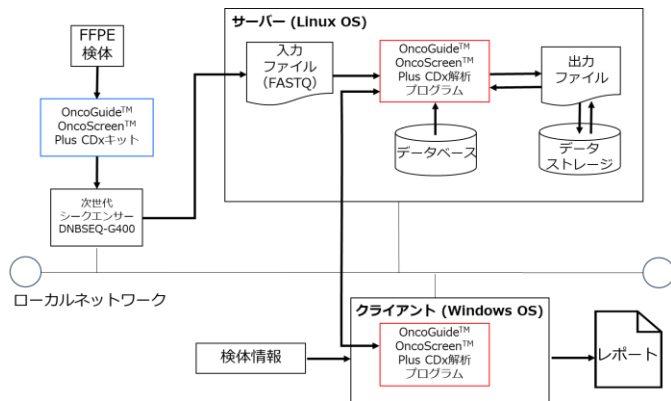 FFPE
検体
OncoGuide™
OncoScreen™
Plus CDxキット
次世代
シークエンサー
DNBSEQ-G400
サーバー (Linux OS)
入力
ファイル
（FASTQ）
OncoGuide™
OncoScreen™
Plus CDx解析
プログラム
出力
ファイル
データベース
データ
ストレージ
ローカルネットワーク
クライアント (Windows OS)
検体情報
OncoGuide™
OncoScreen™
Plus CDx解析
プログラム
レポート